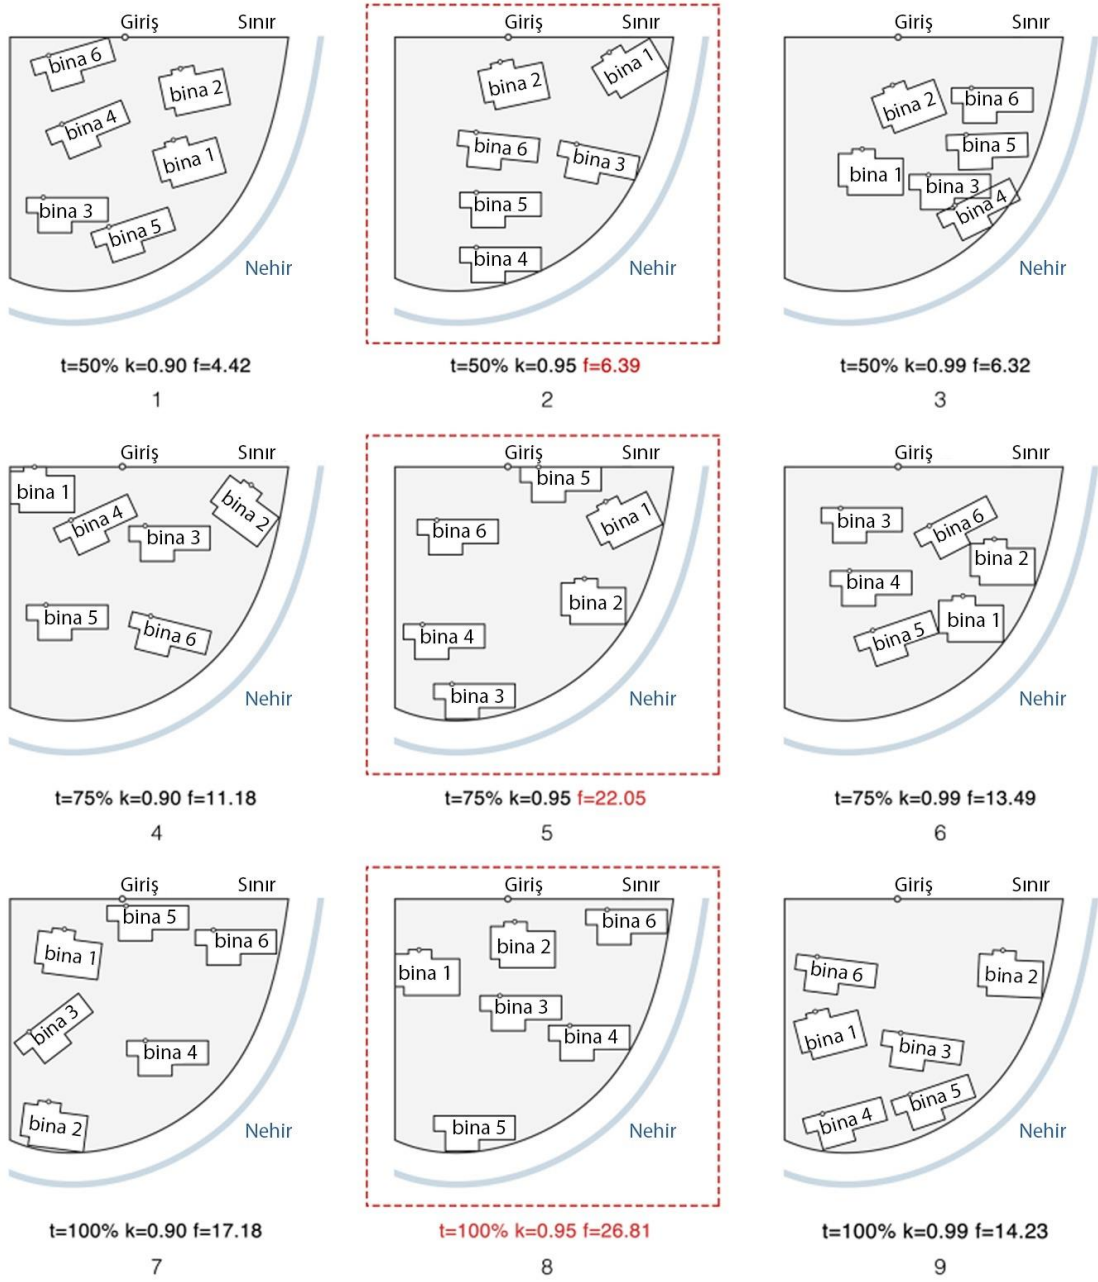 Giriş Sınır
bina 6
bina 2
bina 4
bina 1
bina 3
bina 5
Nehir
t=50% k=0.90 f=4.42
1
Giriş Sınır
bina 1
bina 2
bina 6
bina 3
bina 5
bina 4
Nehir
t=50% k=0.95 f=6.39
2
Giriş Sınır
bina 2
bina 6
bina 5
bina 1
bina 3
bina 4
Nehir
t=50% k=0.99 f=6.32
3
Giriş Sınır
bina 1
bina 2
bina 4
bina 3
bina 5
bina 6
Nehir
t=75% k=0.90 f=11.18
4
Giriş Sınır
bina 5
bina 1
bina 6
bina 2
bina 4
bina 3
Nehir
t=75% k=0.95 f=22.05
5
Giriş Sınır
bina 3
bina 6
bina 2
bina 4
bina 1
bina 5
Nehir
t=75% k=0.99 f=13.49
6
Giriş Sınır
bina 5
bina 6
bina 1
bina 3
bina 4
bina 2
Nehir
t=100% k=0.90 f=17.18
7
Giriş Sınır
bina 6
bina 2
bina 1
bina 3
bina 4
bina 5
Nehir
t=100% k=0.95 f=26.81
8
Giriş Sınır
bina 6
bina 2
bina 1
bina 3
bina 5
bina 4
Nehir
t=100% k=0.99 f=14.23
9